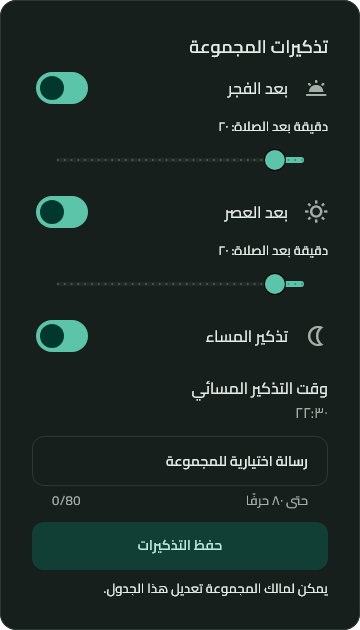 تذكيرات المجموعة
بعد الفجر
دقيقة بعد الصلاة: ٢٠
بعد العصر
دقيقة بعد الصلاة: ٢٠
تذكير المساء
وقت التذكير المسائي
٢٢:٣٠
رسالة اختيارية للمجموعة
حتى ٨٠ حرفًا
0/80
حفظ التذكيرات
يمكن لمالك المجموعة تعديل هذا الجدول.